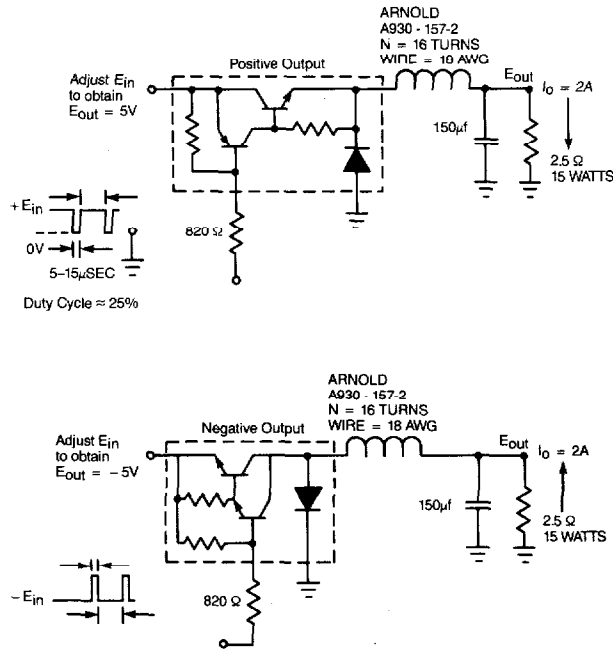 ARNOLD
A930 - 157-2
N = 16 TURNS
WIRE = 18 AWG
Positive Output
Adjust Ein
to obtain
Eout = 5V
Eout
Io = 2A
150µf
2.5 Ω
15 WATTS
+ Ein
0V
5–15µSEC
820 Ω
Duty Cycle ≈ 25%
ARNOLD
A930 - 157-2
N = 16 TURNS
WIRE = 18 AWG
Negative Output
Adjust Ein
to obtain
Eout = – 5V
Eout
Io = 2A
150µf
2.5 Ω
15 WATTS
– Ein
820 Ω